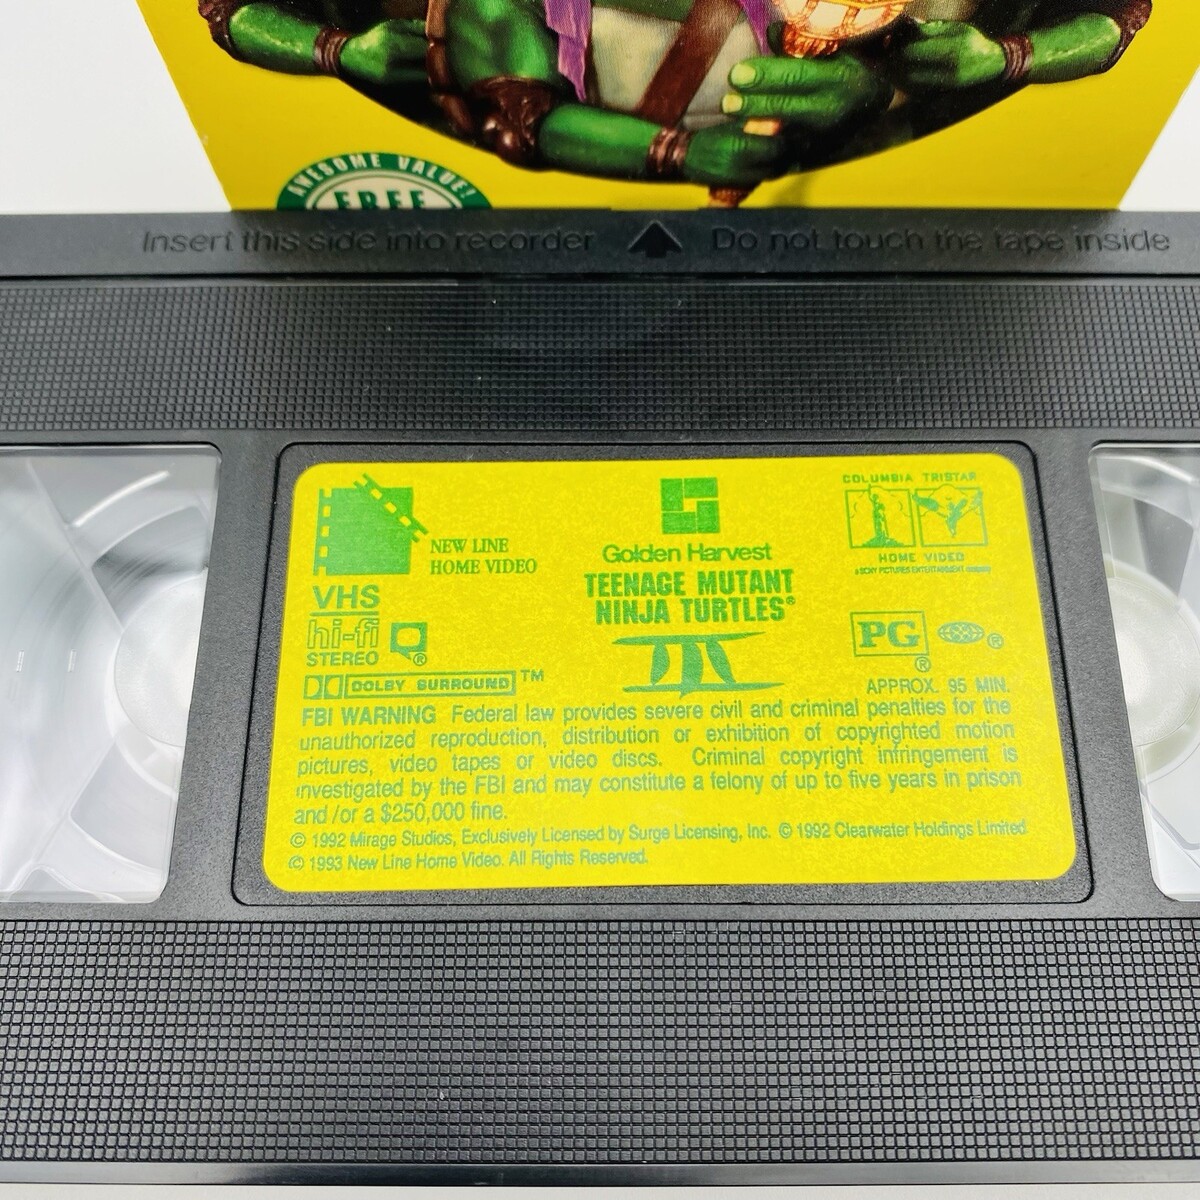 AWESOME VALUE!
FREE
Insert this side into recorder
Do not touch the tape inside
NEW LINE
HOME VIDEO
VHS
hi-fi
STEREO Q®
DOLBY SURROUND™
Golden Harvest
TEENAGE MUTANT
NINJA TURTLES®
III
COLUMBIA TRISTAR
HOME VIDEO
A SONY PICTURES ENTERTAINMENT company
PG ®
®
APPROX. 95 MIN.
FBI WARNING Federal law provides severe civil and criminal penalties for the
unauthorized reproduction, distribution or exhibition of copyrighted motion
pictures, video tapes or video discs. Criminal copyright infringement is
investigated by the FBI and may constitute a felony of up to five years in prison
and /or a $250,000 fine.
© 1992 Mirage Studios, Exclusively Licensed by Surge Licensing, Inc. © 1992 Clearwater Holdings Limited
© 1993 New Line Home Video. All Rights Reserved.